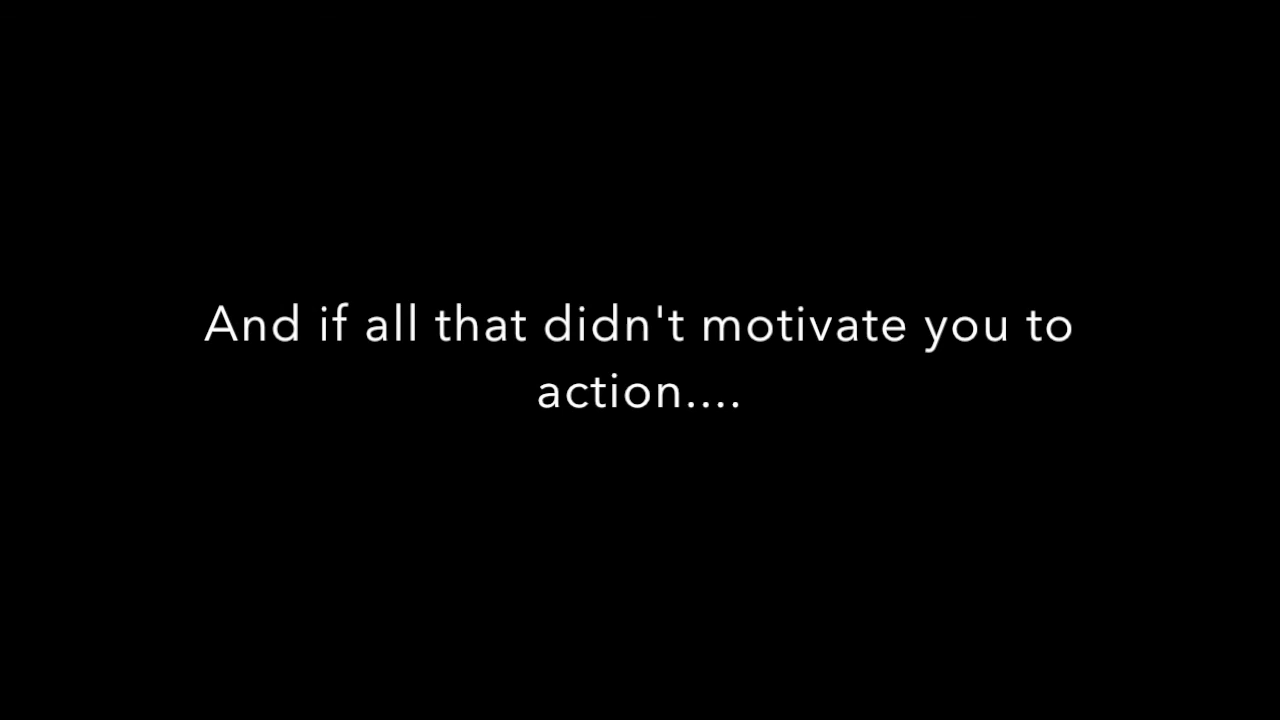 And if all that didn't motivate you to
action....